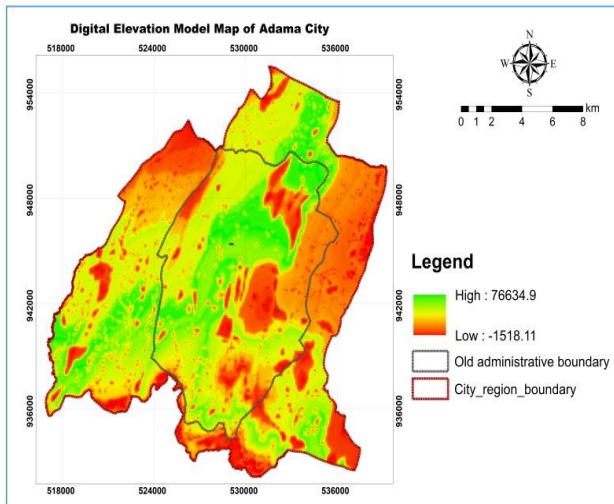 Digital Elevation Model Map of Adama City
518000 524000 530000 536000
N
W E
S
km
0 1 2 4 6 8
954000 954000
948000 948000
942000 942000
936000 936000
Legend
High : 76634.9
Low : -1518.11
Old administrative boundary
City_region_boundary
518000 524000 530000 536000